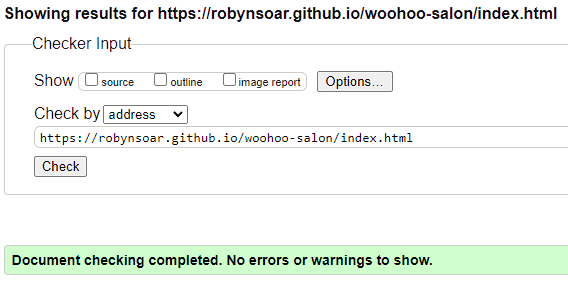 Showing results for https://robynsoar.github.io/woohoo-salon/index.html
Checker Input
Show source outline image report Options...
Check by address
https://robynsoar.github.io/woohoo-salon/index.html
Check
Document checking completed. No errors or warnings to show.